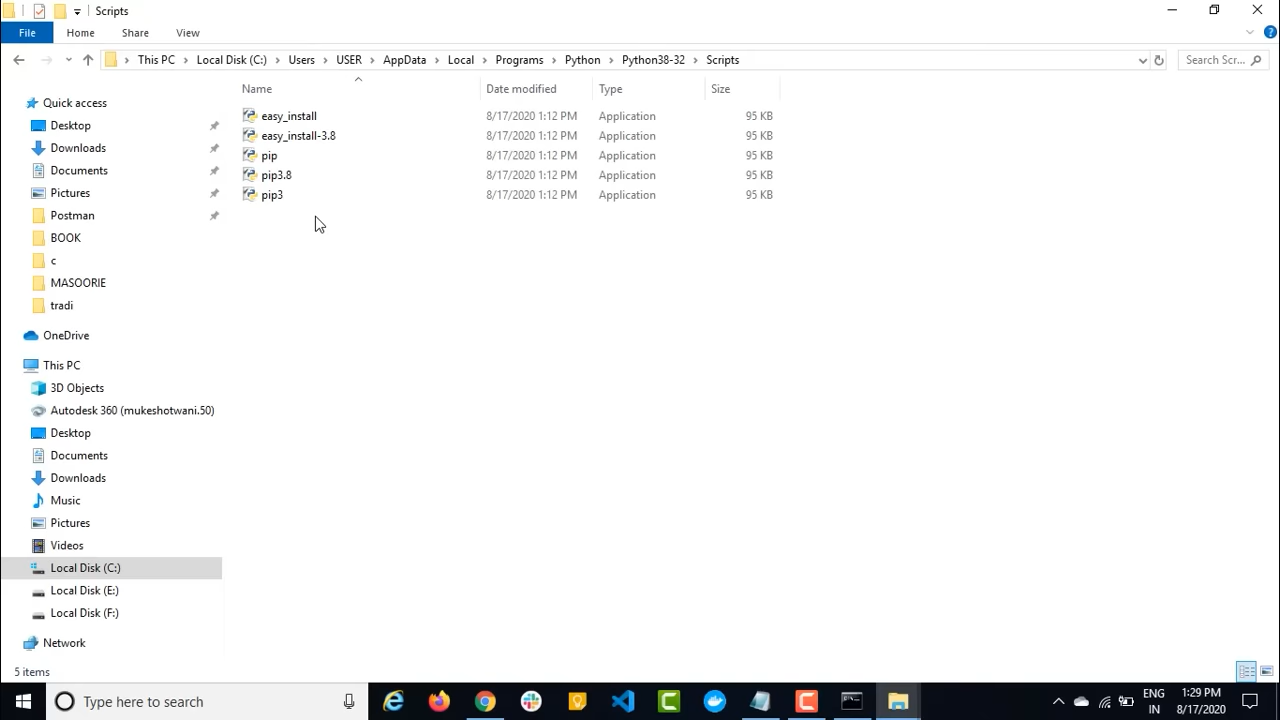 Scripts
File Home Share View
This PC Local Disk (C:) Users USER AppData Local Programs Python Python38-32 Scripts
Search Scr...
Name Date modified Type Size
easy_install 8/17/2020 1:12 PM Application 95 KB
easy_install-3.8 8/17/2020 1:12 PM Application 95 KB
pip 8/17/2020 1:12 PM Application 95 KB
pip3.8 8/17/2020 1:12 PM Application 95 KB
pip3 8/17/2020 1:12 PM Application 95 KB
Quick access
Desktop
Downloads
Documents
Pictures
Postman
BOOK
c
MASOORIE
tradi
OneDrive
This PC
3D Objects
Autodesk 360 (mukeshotwani.50)
Desktop
Documents
Downloads
Music
Pictures
Videos
Local Disk (C:)
Local Disk (E:)
Local Disk (F:)
Network
5 items
Type here to search
ENG
IN
1:29 PM
8/17/2020